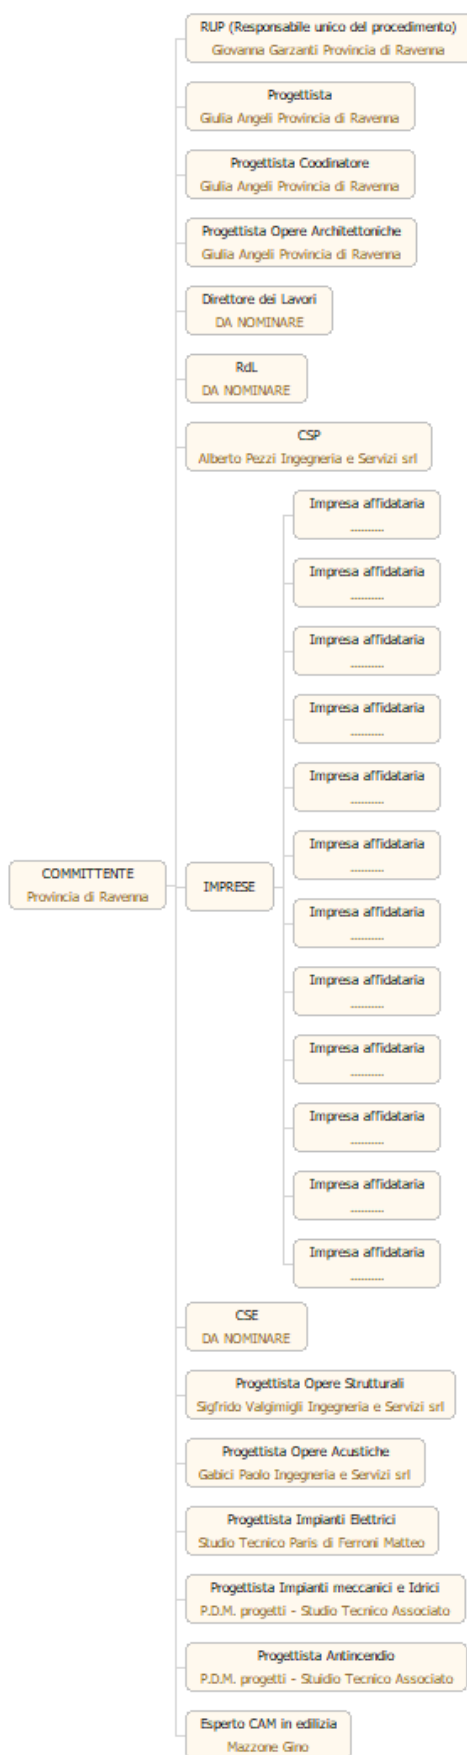 RUP (Responsabile unico del procedimento)
Giovanna Garzanti Provincia di Ravenna
Progettista
Giulia Angeli Provincia di Ravenna
Progettista Coodinatore
Giulia Angeli Provincia di Ravenna
Progettista Opere Architettoniche
Giulia Angeli Provincia di Ravenna
Direttore dei Lavori
DA NOMINARE
RdL
DA NOMINARE
CSP
Alberto Pezzi Ingegneria e Servizi srl
Impresa affidataria
..........
Impresa affidataria
..........
Impresa affidataria
..........
Impresa affidataria
..........
Impresa affidataria
..........
Impresa affidataria
..........
COMMITTENTE
Provincia di Ravenna
IMPRESE
Impresa affidataria
..........
Impresa affidataria
..........
Impresa affidataria
..........
Impresa affidataria
..........
Impresa affidataria
..........
Impresa affidataria
..........
CSE
DA NOMINARE
Progettista Opere Strutturali
Sigfrido Valgimigli Ingegneria e Servizi srl
Progettista Opere Acustiche
Gabici Paolo Ingegneria e Servizi srl
Progettista Impianti Elettrici
Studio Tecnico Paris di Ferroni Matteo
Progettista Impianti meccanici e Idrici
P.D.M. progetti - Studio Tecnico Associato
Progettista Antincendio
P.D.M. progetti - Stuidio Tecnico Associato
Esperto CAM in edilizia
Mazzone Gino